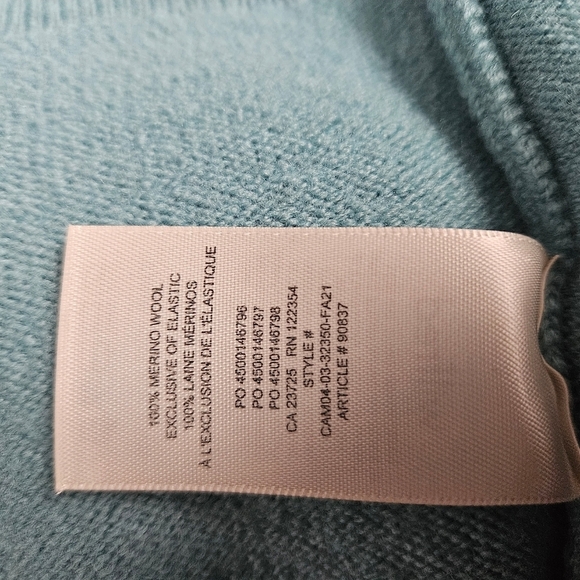 100% MERINO WOOL
EXCLUSIVE OF ELASTIC
100% LAINE MÉRINOS
À L'EXCLUSION DE L'ÉLASTIQUE
PO 4500146796
PO 4500146797
PO 4500146798
CA 23725 RN 122354
STYLE #
CAM04-03-32350-FA21
ARTICLE # 90837